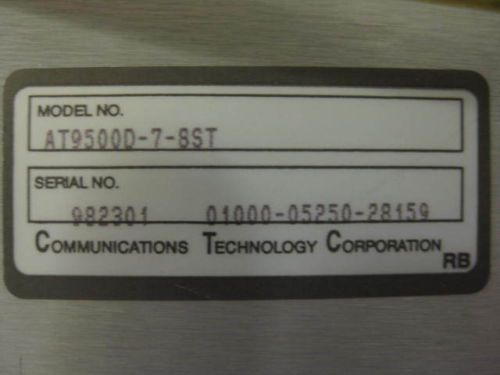 MODEL NO.
AT9500D-7-8ST
SERIAL NO.
982301 01000-05250-28159
COMMUNICATIONS TECHNOLOGY CORPORATION
RB